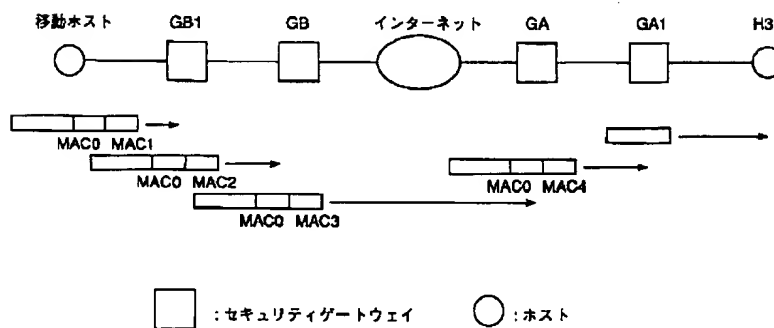 移動ホスト GB1 GB インターネット GA GA1 H3
MAC0 MAC1
MAC0 MAC2
MAC0 MAC4
MAC0 MAC3
:セキュリティゲートウェイ :ホスト